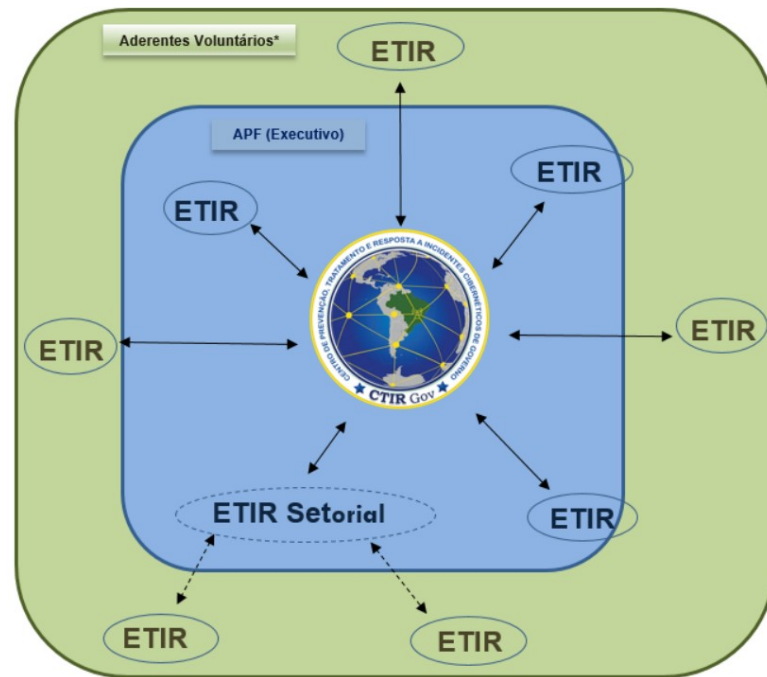 Aderentes Voluntários*
ETIR
APF (Executivo)
ETIR
ETIR
CENTRO DE PREVENÇÃO, TRATAMENTO E RESPOSTA A INCIDENTES CIBERNÉTICOS DE GOVERNO
CTIR Gov
ETIR
ETIR
ETIR Setorial
ETIR
ETIR
ETIR